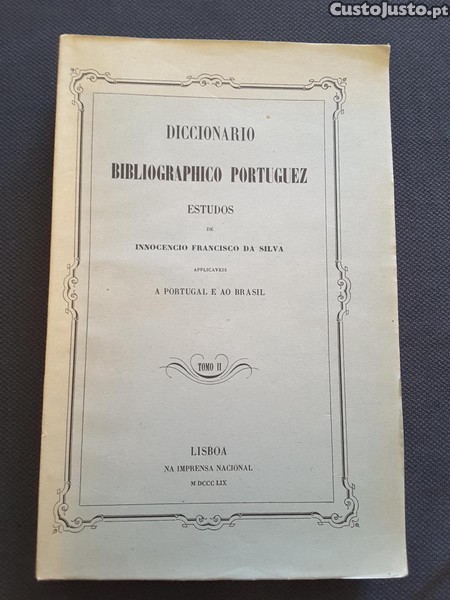 CustoJusto.pt
DICCIONARIO
BIBLIOGRAPHICO PORTUGUEZ
ESTUDOS
DE
INNOCENCIO FRANCISCO DA SILVA
APPLICAVEIS
A PORTUGAL E AO BRASIL
TOMO II
LISBOA
NA IMPRENSA NACIONAL
M DCCC LIX